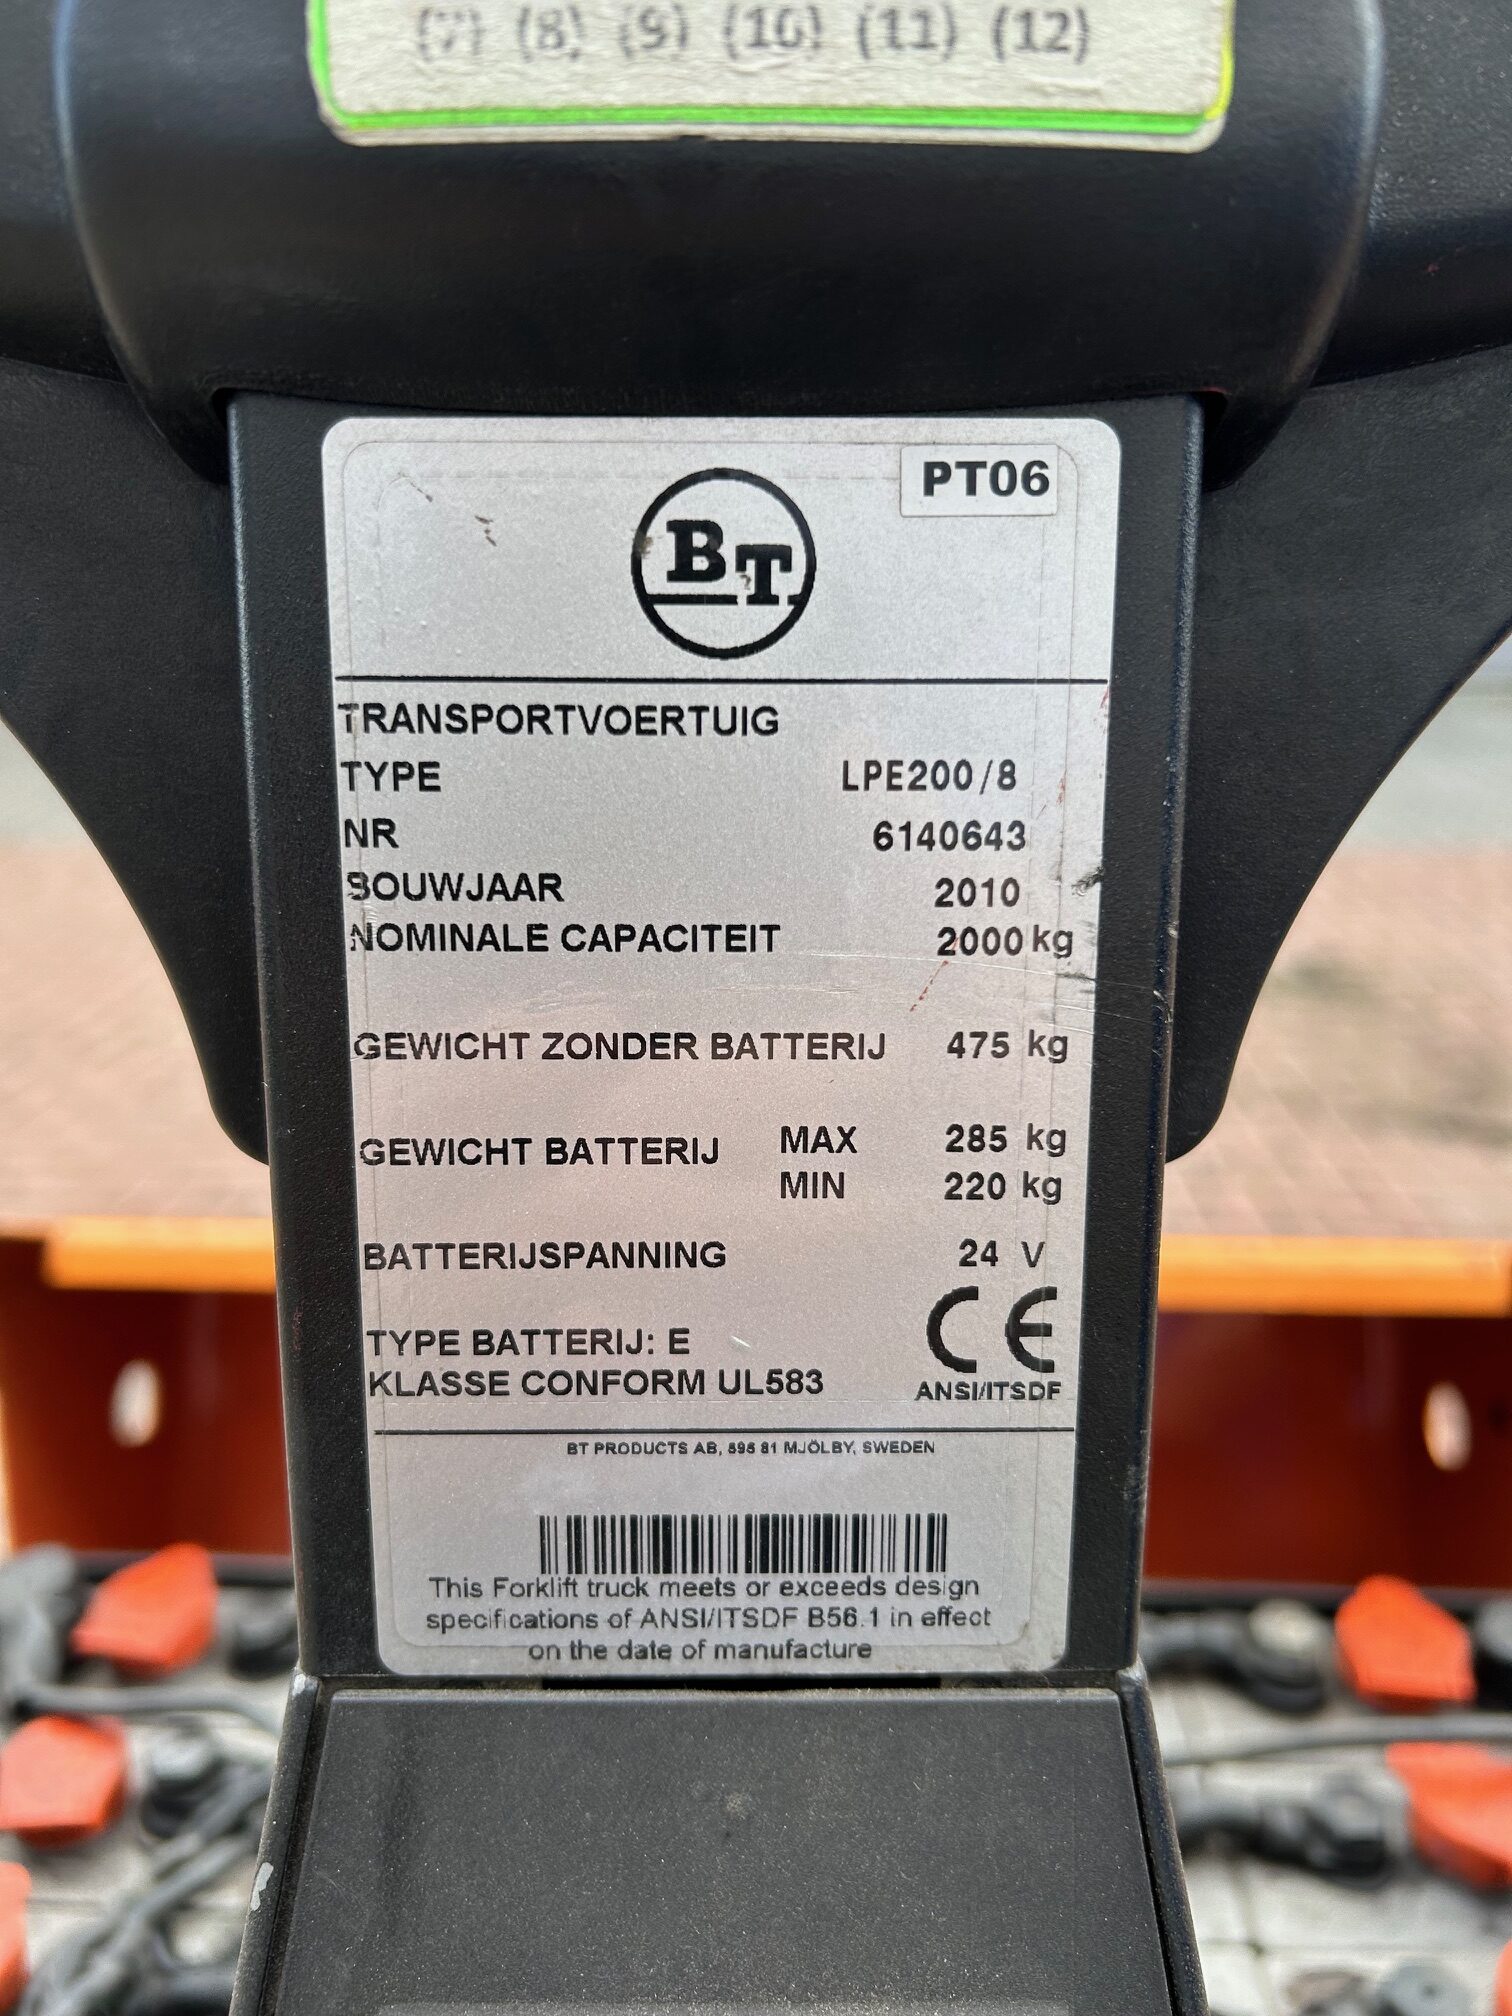 (7) (8) (9) (10) (11) (12)
PT06
BT
TRANSPORTVOERTUIG
TYPE LPE200/8
NR 6140643
BOUWJAAR 2010
NOMINALE CAPACITEIT 2000 kg
GEWICHT ZONDER BATTERIJ 475 kg
GEWICHT BATTERIJ MAX 285 kg
MIN 220 kg
BATTERIJSPANNING 24 V
CE
TYPE BATTERIJ: E
KLASSE CONFORM UL583 ANSI/ITSDF
BT PRODUCTS AB, 595 81 MJÖLBY, SWEDEN
This Forklift truck meets or exceeds design
specifications of ANSI/ITSDF B56.1 in effect
on the date of manufacture